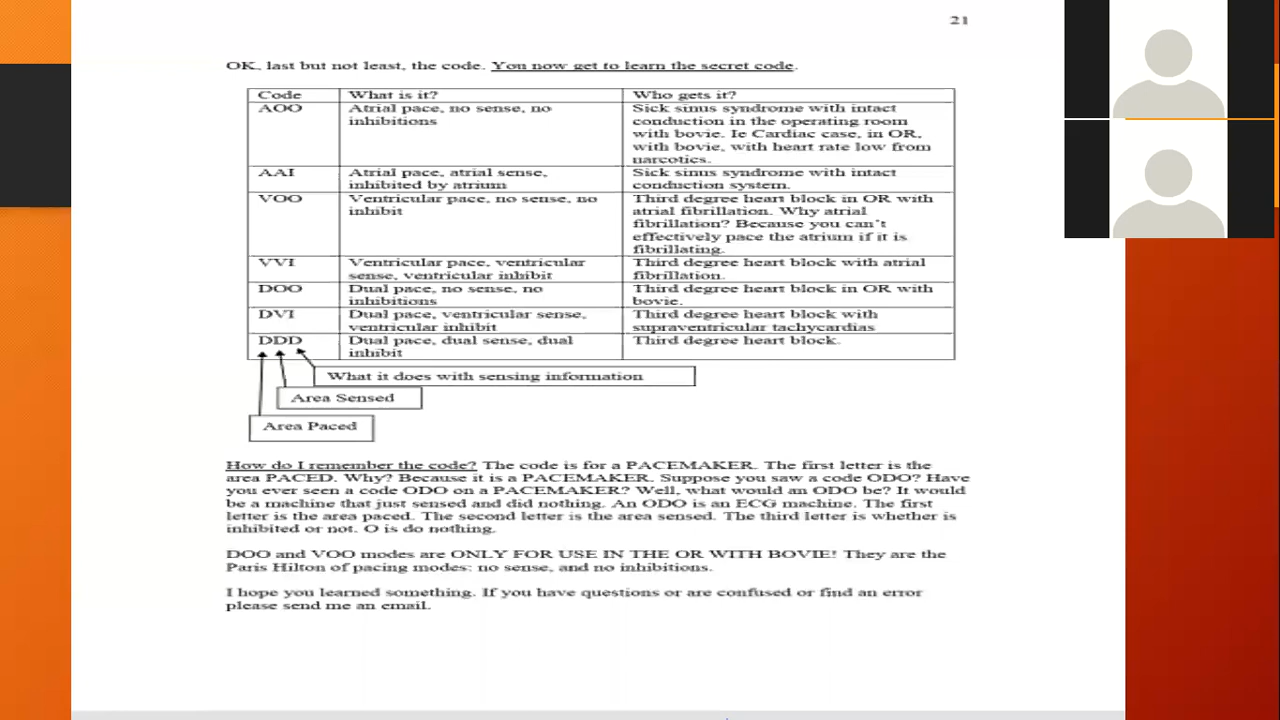 21
OK, last but not least, the code. You now get to learn the secret code.
Code What is it? Who gets it?
AOO Atrial pace, no sense, no inhibitions Sick sinus syndrome with intact conduction in the operating room with bovie. Ie Cardiac case, in OR, with bovie, with heart rate low from narcotics.
AAI Atrial pace, atrial sense, inhibited by atrium Sick sinus syndrome with intact conduction system.
VOO Ventricular pace, no sense, no inhibit Third degree heart block in OR with atrial fibrillation. Why atrial fibrillation? Because you can't effectively pace the atrium if it is fibrillating.
VVI Ventricular pace, ventricular sense, ventricular inhibit Third degree heart block with atrial fibrillation.
DOO Dual pace, no sense, no inhibitions Third degree heart block in OR with bovie.
DVI Dual pace, ventricular sense, ventricular inhibit Third degree heart block with supraventricular tachycardias
DDD Dual pace, dual sense, dual inhibit Third degree heart block.
What it does with sensing information
Area Sensed
Area Paced
How do I remember the code? The code is for a PACEMAKER. The first letter is the
area PACED. Why? Because it is a PACEMAKER. Suppose you saw a code ODO? Have
you ever seen a code ODO on a PACEMAKER? Well, what would an ODO be? It would
be a machine that just sensed and did nothing. An ODO is an ECG machine. The first
letter is the area paced. The second letter is the area sensed. The third letter is whether is
inhibited or not. O is do nothing.
DOO and VOO modes are ONLY FOR USE IN THE OR WITH BOVIE! They are the
Paris Hilton of pacing modes: no sense, and no inhibitions.
I hope you learned something. If you have questions or are confused or find an error
please send me an email.